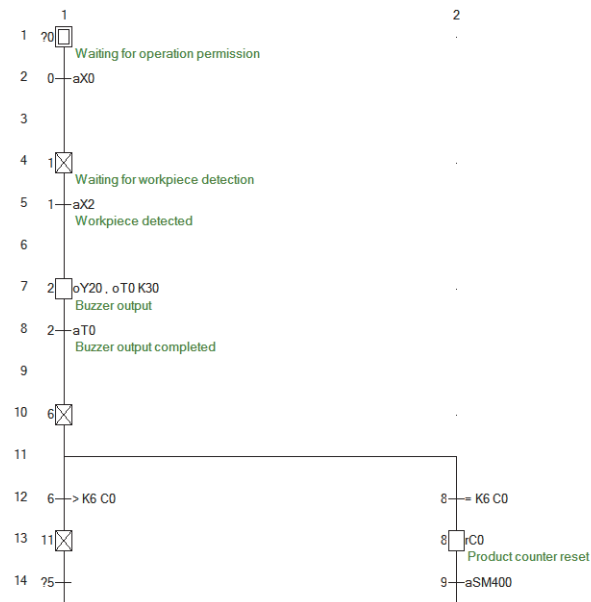 1 2
1 ?0
Waiting for operation permission
2 0 aX0
3
4 1
Waiting for workpiece detection
5 1 aX2
Workpiece detected
6
7 2 oY20 , oT0 K30
Buzzer output
8 2 aT0
Buzzer output completed
9
10 6
11
12 6 > K6 C0 8 = K6 C0
13 11 8 rC0
Product counter reset
14 ?5 9 aSM400